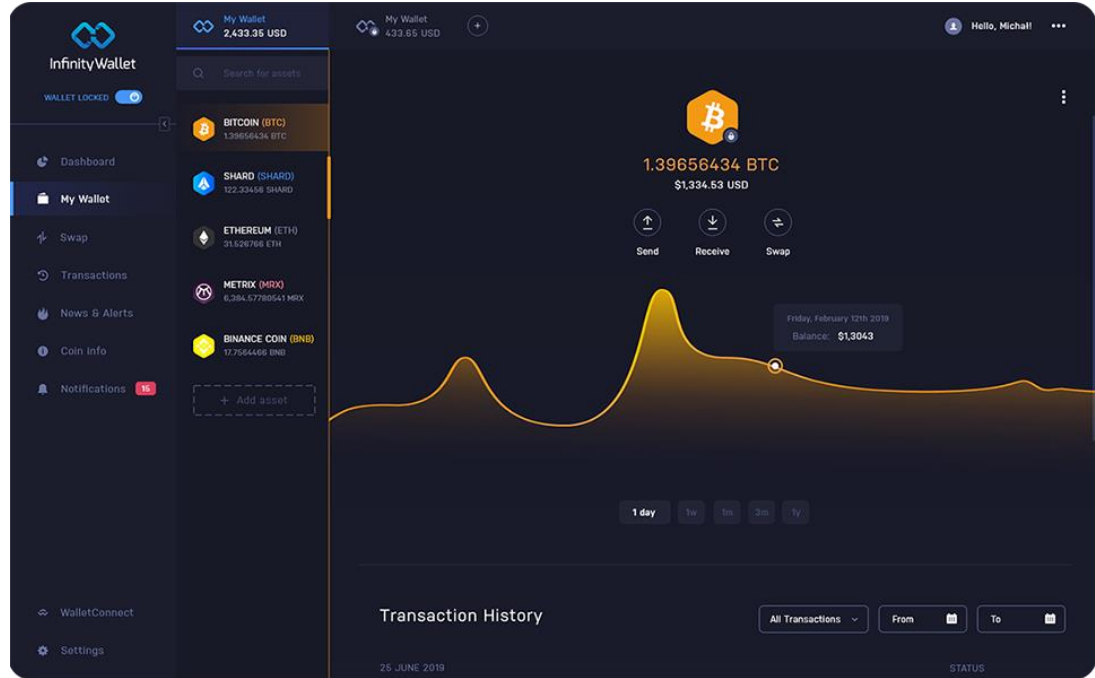 InfinityWallet
WALLET LOCKED
Dashboard
My Wallet
Swap
Transactions
News & Alerts
Coin Info
Notifications 15
WalletConnect
Settings
My Wallet
2,433.35 USD
My Wallet
433.65 USD
+
Hello, Michał!
Search for assets
BITCOIN (BTC)
1.39656434 BTC
SHARD (SHARD)
122.33456 SHARD
ETHEREUM (ETH)
31.526766 ETH
METRIX (MRX)
6,384.57780541 MRX
BINANCE COIN (BNB)
17.7564466 BNB
+ Add asset
1.39656434 BTC
$1,334.53 USD
Send Receive Swap
Friday, February 12th 2019
Balance: $1,3043
1 day 1w 1m 3m 1y
Transaction History
All Transactions From To
25 JUNE 2019 STATUS